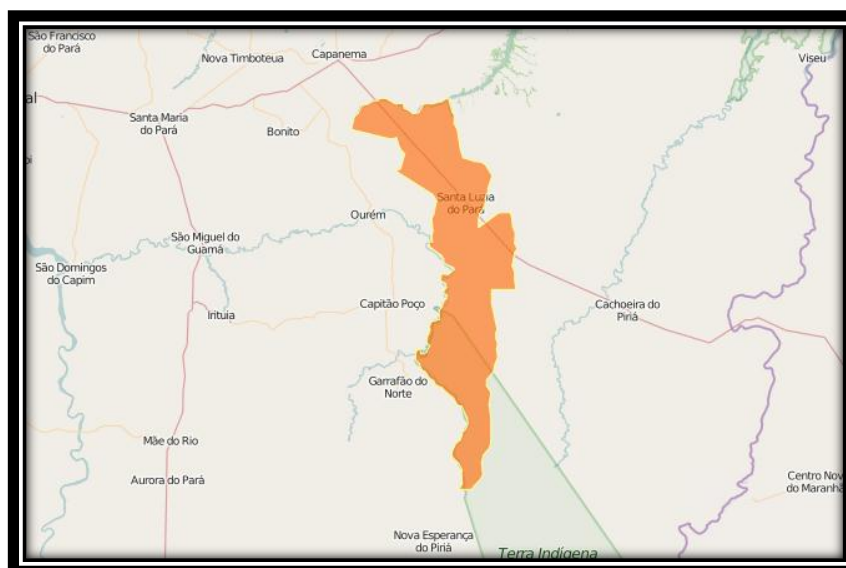 São Francisco
do Pará
Capanema
Nova Timboteua
Viseu
al
Santa Maria
do Pará
Bonito
Santa Luzia
do Pará
Ourém
São Miguel do
Guamá
São Domingos
do Capim
Capitão Poço
Irituia
Cachoeira do
Piriá
Garrafão do
Norte
Mãe do Rio
Aurora do Pará
Centro Nov
do Maranhã
Nova Esperança
do Piriá
Terra Indígena